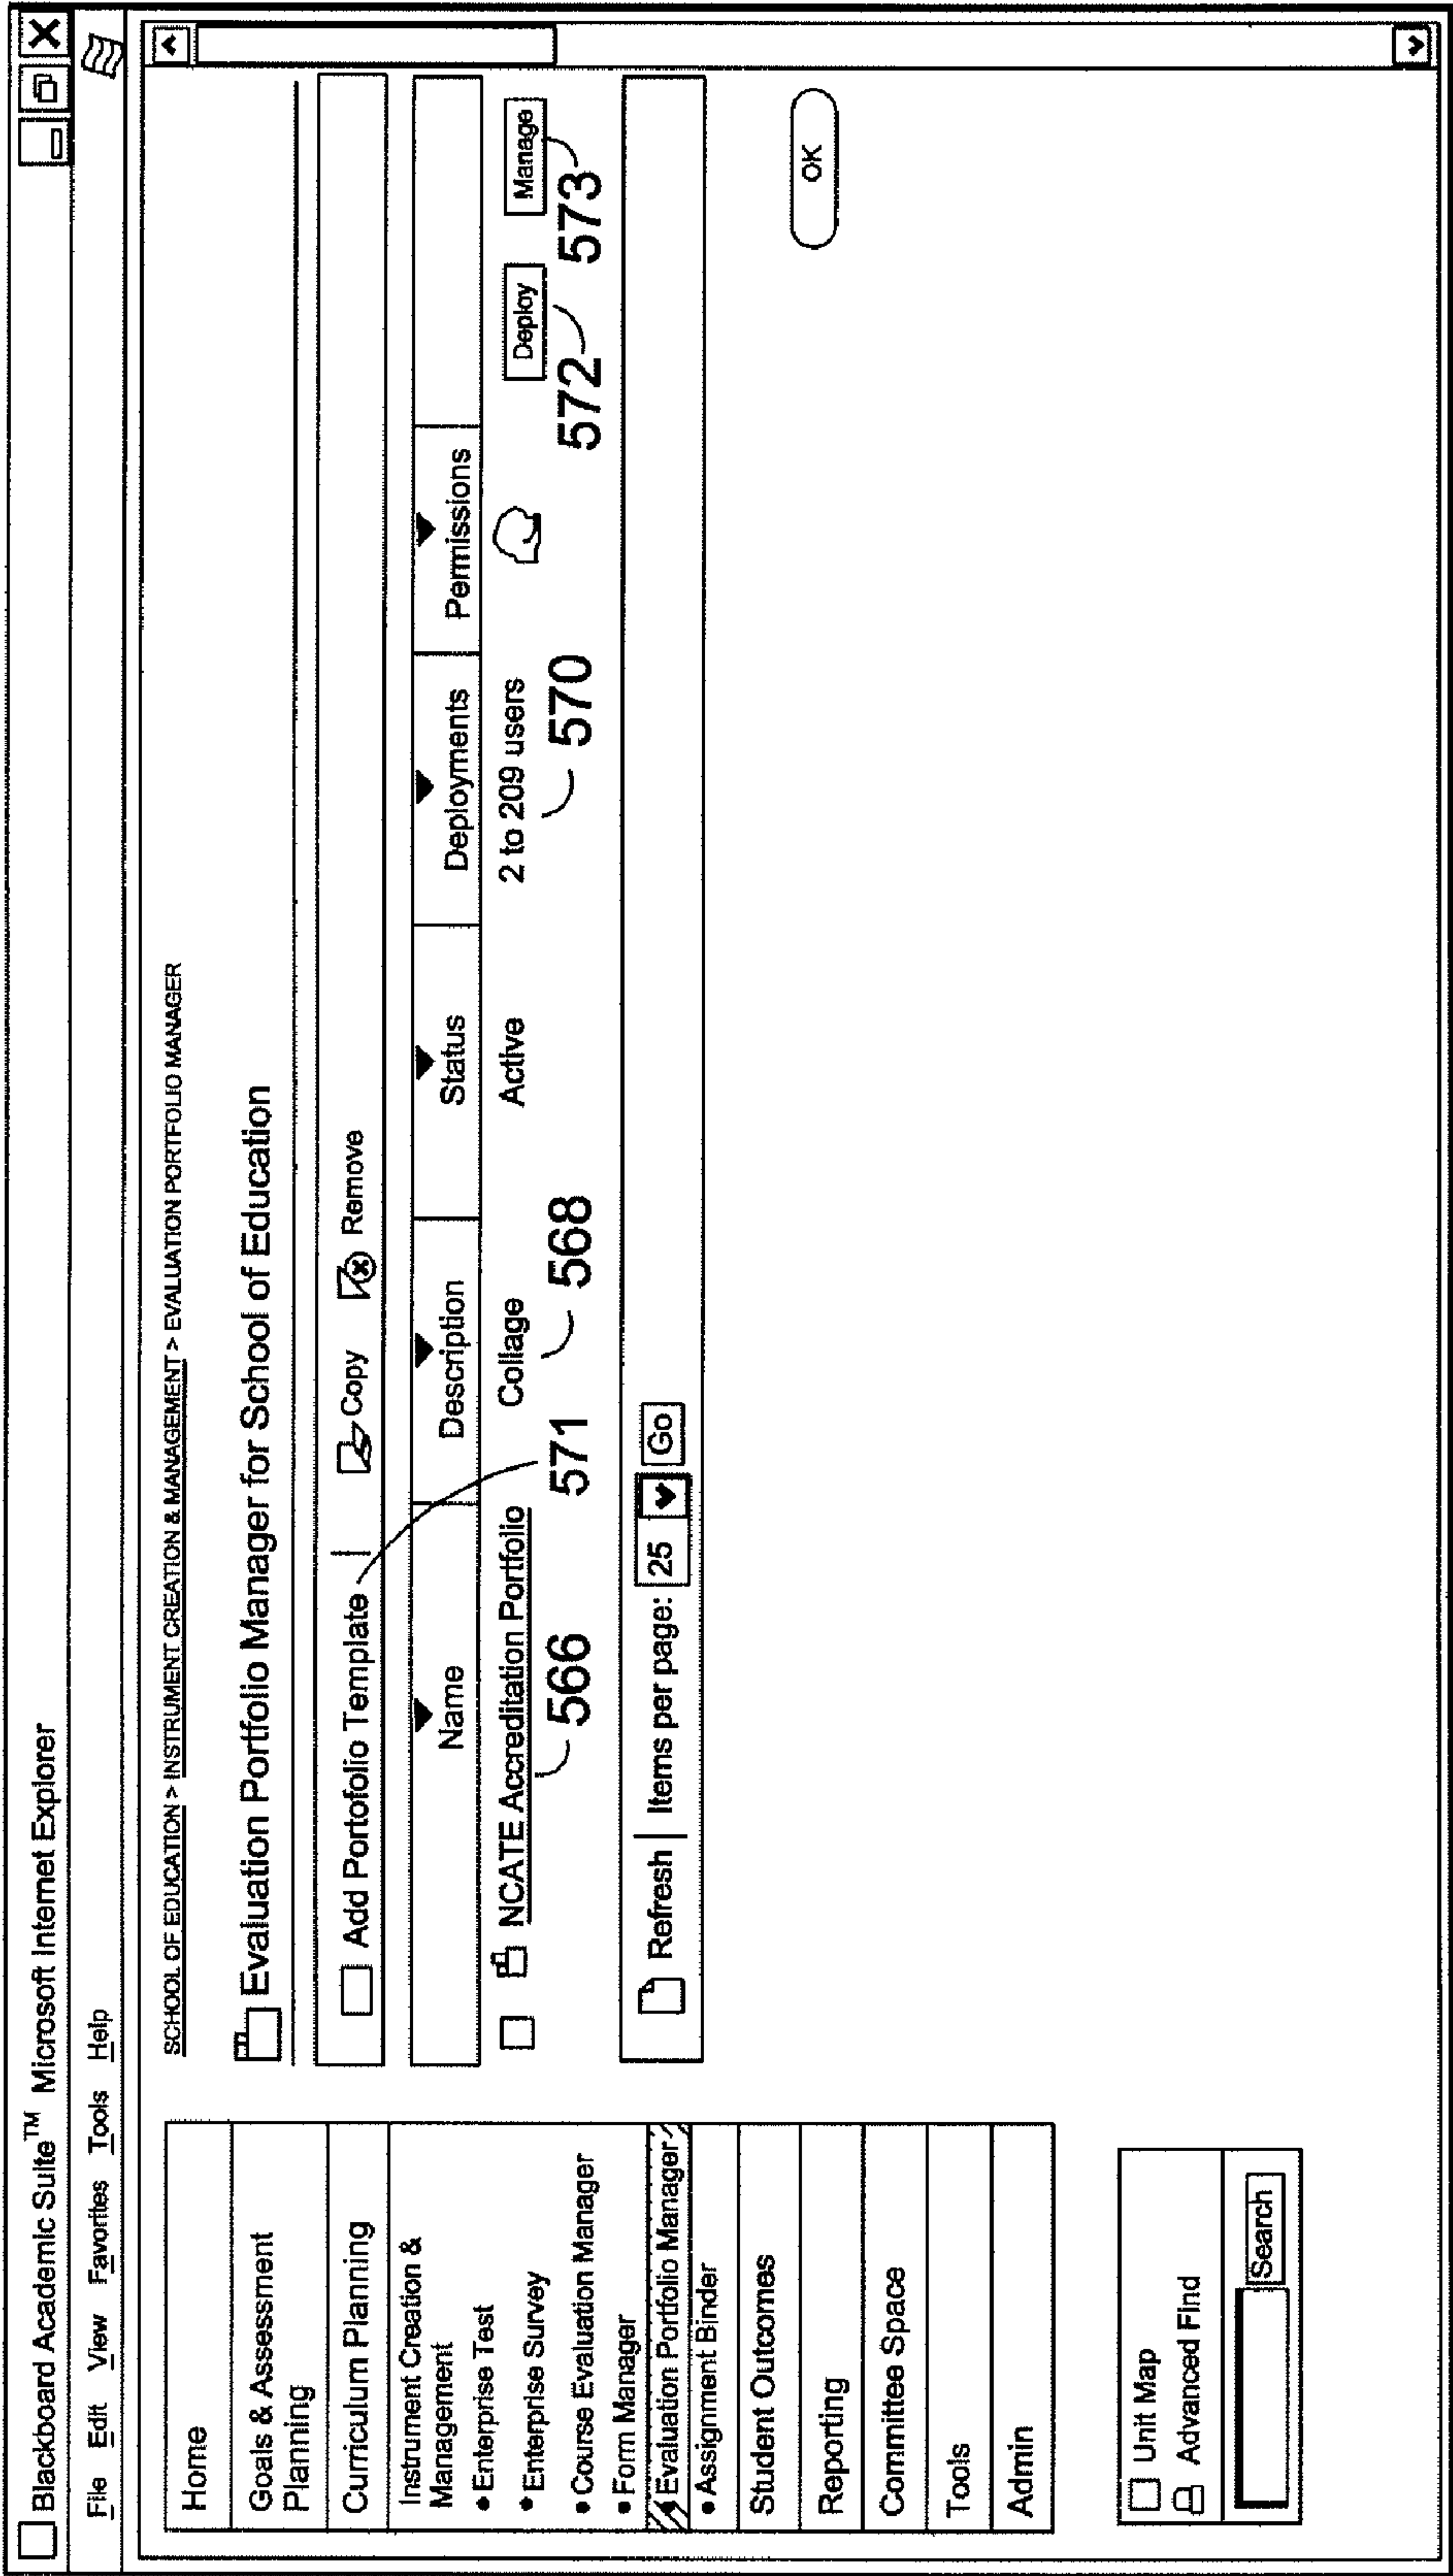 Blackboard Academic Suite™ Microsoft Internet Explorer
File Edit View Favorites Tools Help
Home
Goals & Assessment
Planning
Curriculum Planning
Instrument Creation &
Management
• Enterprise Test
• Enterprise Survey
• Course Evaluation Manager
• Form Manager
• Evaluation Portfolio Manager
• Assignment Binder
Student Outcomes
Reporting
Committee Space
Tools
Admin
Unit Map
Advanced Find
Search
SCHOOL OF EDUCATION > INSTRUMENT CREATION & MANAGEMENT > EVALUATION PORTFOLIO MANAGER
Evaluation Portfolio Manager for School of Education
Add Portofolio Template | Copy Remove
Name Description Status Deployments Permissions
NCATE Accreditation Portfolio Collage Active 2 to 209 users Deploy Manage
566 571 568 570 572 573
Refresh | Items per page: 25 Go
OK